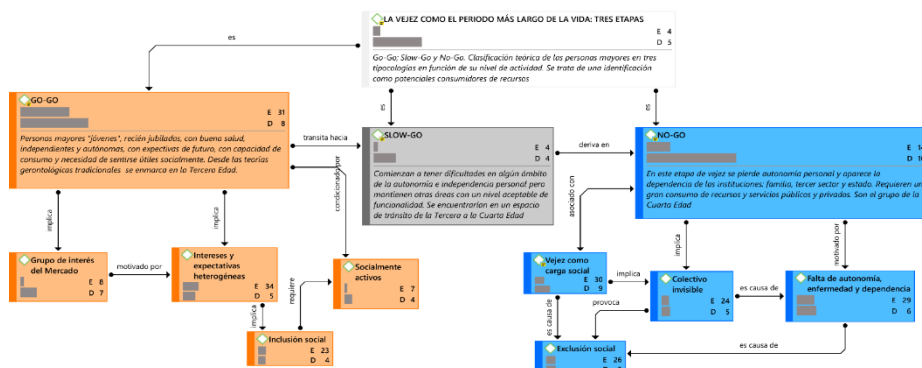 LA VEJEZ COMO EL PERIODO MÁS LARGO DE LA VIDA: TRES ETAPAS
E 4
D 5
Go-Go; Slow-Go y No-Go. Clasificación teórica de las personas mayores en tres
tipocologías en función de su nivel de actividad. Se trata de una identificación
como potenciales consumidores de recursos
es
es
es
GO-GO
E 31
D 8
Personas mayores "jóvenes", recién jubilados, con buena salud,
independientes y autónomas, con expectivas de futuro, con capacidad de
consumo y necesidad de sentirse útiles socialmente. Desde las teorías
gerontológicas tradicionales se enmarca en la Tercera Edad.
transita hacia
condicionado por
SLOW-GO
E 4
D 4
Comienzan a tener dificultades en algún ámbito
de la autonomía e independencia personal pero
mantienen otras áreas con un nivel aceptable de
funcionalidad. Se encuentrarían en un espacio
de tránsito de la Tercera a la Cuarta Edad
deriva en
NO-GO
E 14
En este etapa de vejez se pierde autonomía personal y aparece la
dependencia de las instituciones; familia, tercer sector y estado. Requieren un
gran consumo de recursos y servicios públicos y privados. Son el grupo de la
Cuarta Edad
implica
implica
asociado con
implica
motivado por
Grupo de interés
del Mercado
E 8
D 7
motivado por
Intereses y
expectativas
heterogéneas
E 34
D 5
Socialmente
activos
E 7
D 4
requiere
implica
Inclusión social
E 23
D 4
Vejez como
carga social
E 30
D 9
implica
Colectivo
invisible
E 24
D 5
es causa de
Falta de autonomía,
enfermedad y dependencia
E 29
D 6
es causa de
provoca
es causa de
Exclusión social
E 26